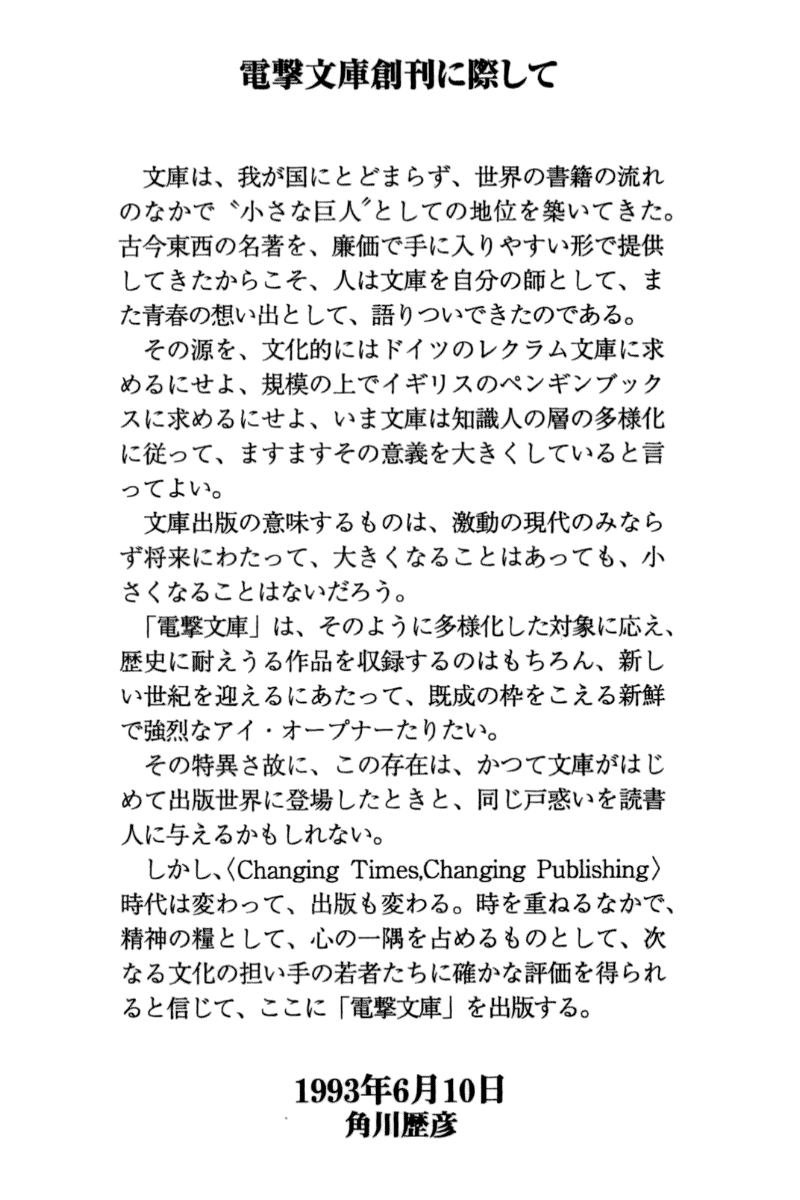 電撃文庫創刊に際して
文庫は、我が国にとどまらず、世界の書籍の流れ
のなかで〝小さな巨人〟としての地位を築いてきた。
古今東西の名著を、廉価で手に入りやすい形で提供
してきたからこそ、人は文庫を自分の師として、ま
た青春の想い出として、語りついできたのである。
その源を、文化的にはドイツのレクラム文庫に求
めるにせよ、規模の上でイギリスのペンギンブック
スに求めるにせよ、いま文庫は知識人の層の多様化
に従って、ますますその意義を大きくしていると言
ってよい。
文庫出版の意味するものは、激動の現代のみなら
ず将来にわたって、大きくなることはあっても、小
さくなることはないだろう。
「電撃文庫」は、そのように多様化した対象に応え、
歴史に耐えうる作品を収録するのはもちろん、新し
い世紀を迎えるにあたって、既成の枠をこえる新鮮
で強烈なアイ・オープナーたりたい。
その特異さ故に、この存在は、かつて文庫がはじ
めて出版世界に登場したときと、同じ戸惑いを読書
人に与えるかもしれない。
しかし、〈Changing Times,Changing Publishing〉
時代は変わって、出版も変わる。時を重ねるなかで、
精神の糧として、心の一隅を占めるものとして、次
なる文化の担い手の若者たちに確かな評価を得られ
ると信じて、ここに「電撃文庫」を出版する。
1993年6月10日
角川歴彦